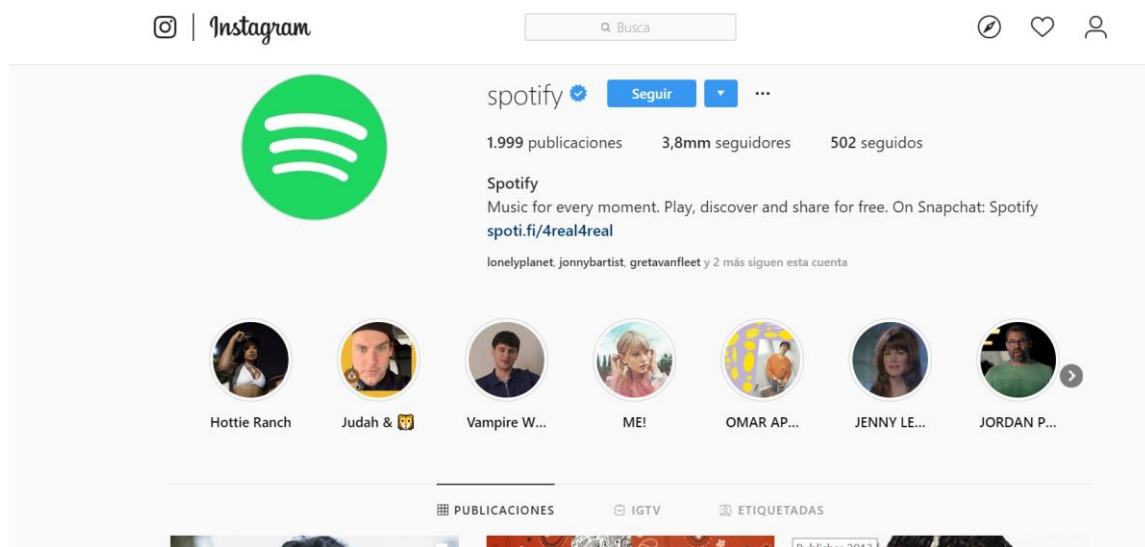 Instagram
Busca
spotify Seguir ...
1.999 publicaciones 3,8mm seguidores 502 seguidos
Spotify
Music for every moment. Play, discover and share for free. On Snapchat: Spotify
spoti.fi/4real4real
lonelyplanet, jonnybartist, gretavanfleet y 2 más siguen esta cuenta
Hottie Ranch Judah & 🦁 Vampire W... ME! OMAR AP... JENNY LE... JORDAN P...
PUBLICACIONES IGTV ETIQUETADAS
Publisher 2013